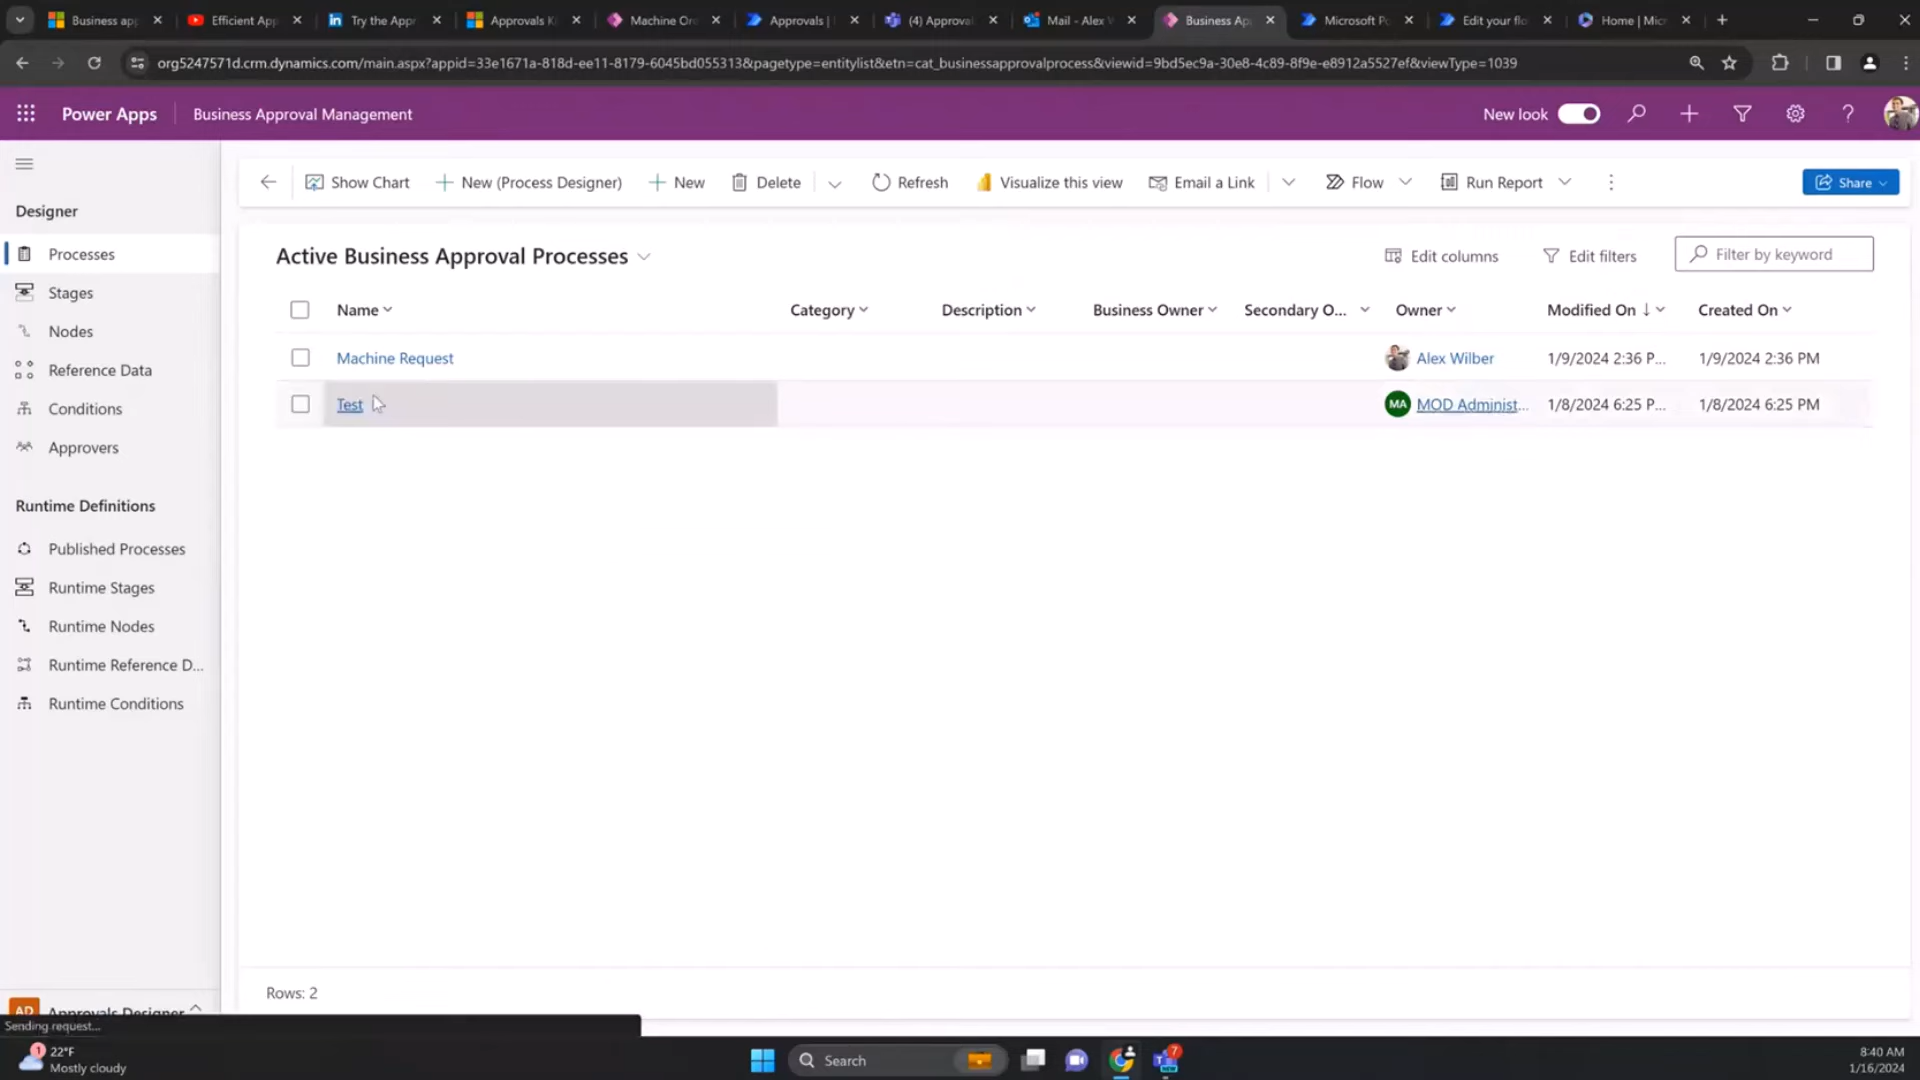 Business app
Efficient App
Try the Appr
Approvals K
Machine Or
Approvals |
(4) Approva
Mail - Alex W
Business Ap
Microsoft Po
Edit your flo
Home | Mic
org5247571d.crm.dynamics.com/main.aspx?appid=33e1671a-818d-ee11-8179-6045bd055313&pagetype=entitylist&etn=cat_businessapprovalprocess&viewid=9bd5ec9a-30e8-4c89-8f9e-e8912a5527ef&viewType=1039
Power Apps
Business Approval Management
New look
Show Chart
New (Process Designer)
New
Delete
Refresh
Visualize this view
Email a Link
Flow
Run Report
Share
Designer
Processes
Stages
Nodes
Reference Data
Conditions
Approvers
Runtime Definitions
Published Processes
Runtime Stages
Runtime Nodes
Runtime Reference D...
Runtime Conditions
AD Approvals Designer
Active Business Approval Processes
Edit columns
Edit filters
Filter by keyword
Name Category Description Business Owner Secondary O... Owner Modified On Created On
Machine Request Alex Wilber 1/9/2024 2:36 P... 1/9/2024 2:36 PM
Test MA MOD Administ... 1/8/2024 6:25 P... 1/8/2024 6:25 PM
Rows: 2
Sending request...
1
22°F
Mostly cloudy
Search
7
8:40 AM
1/16/2024